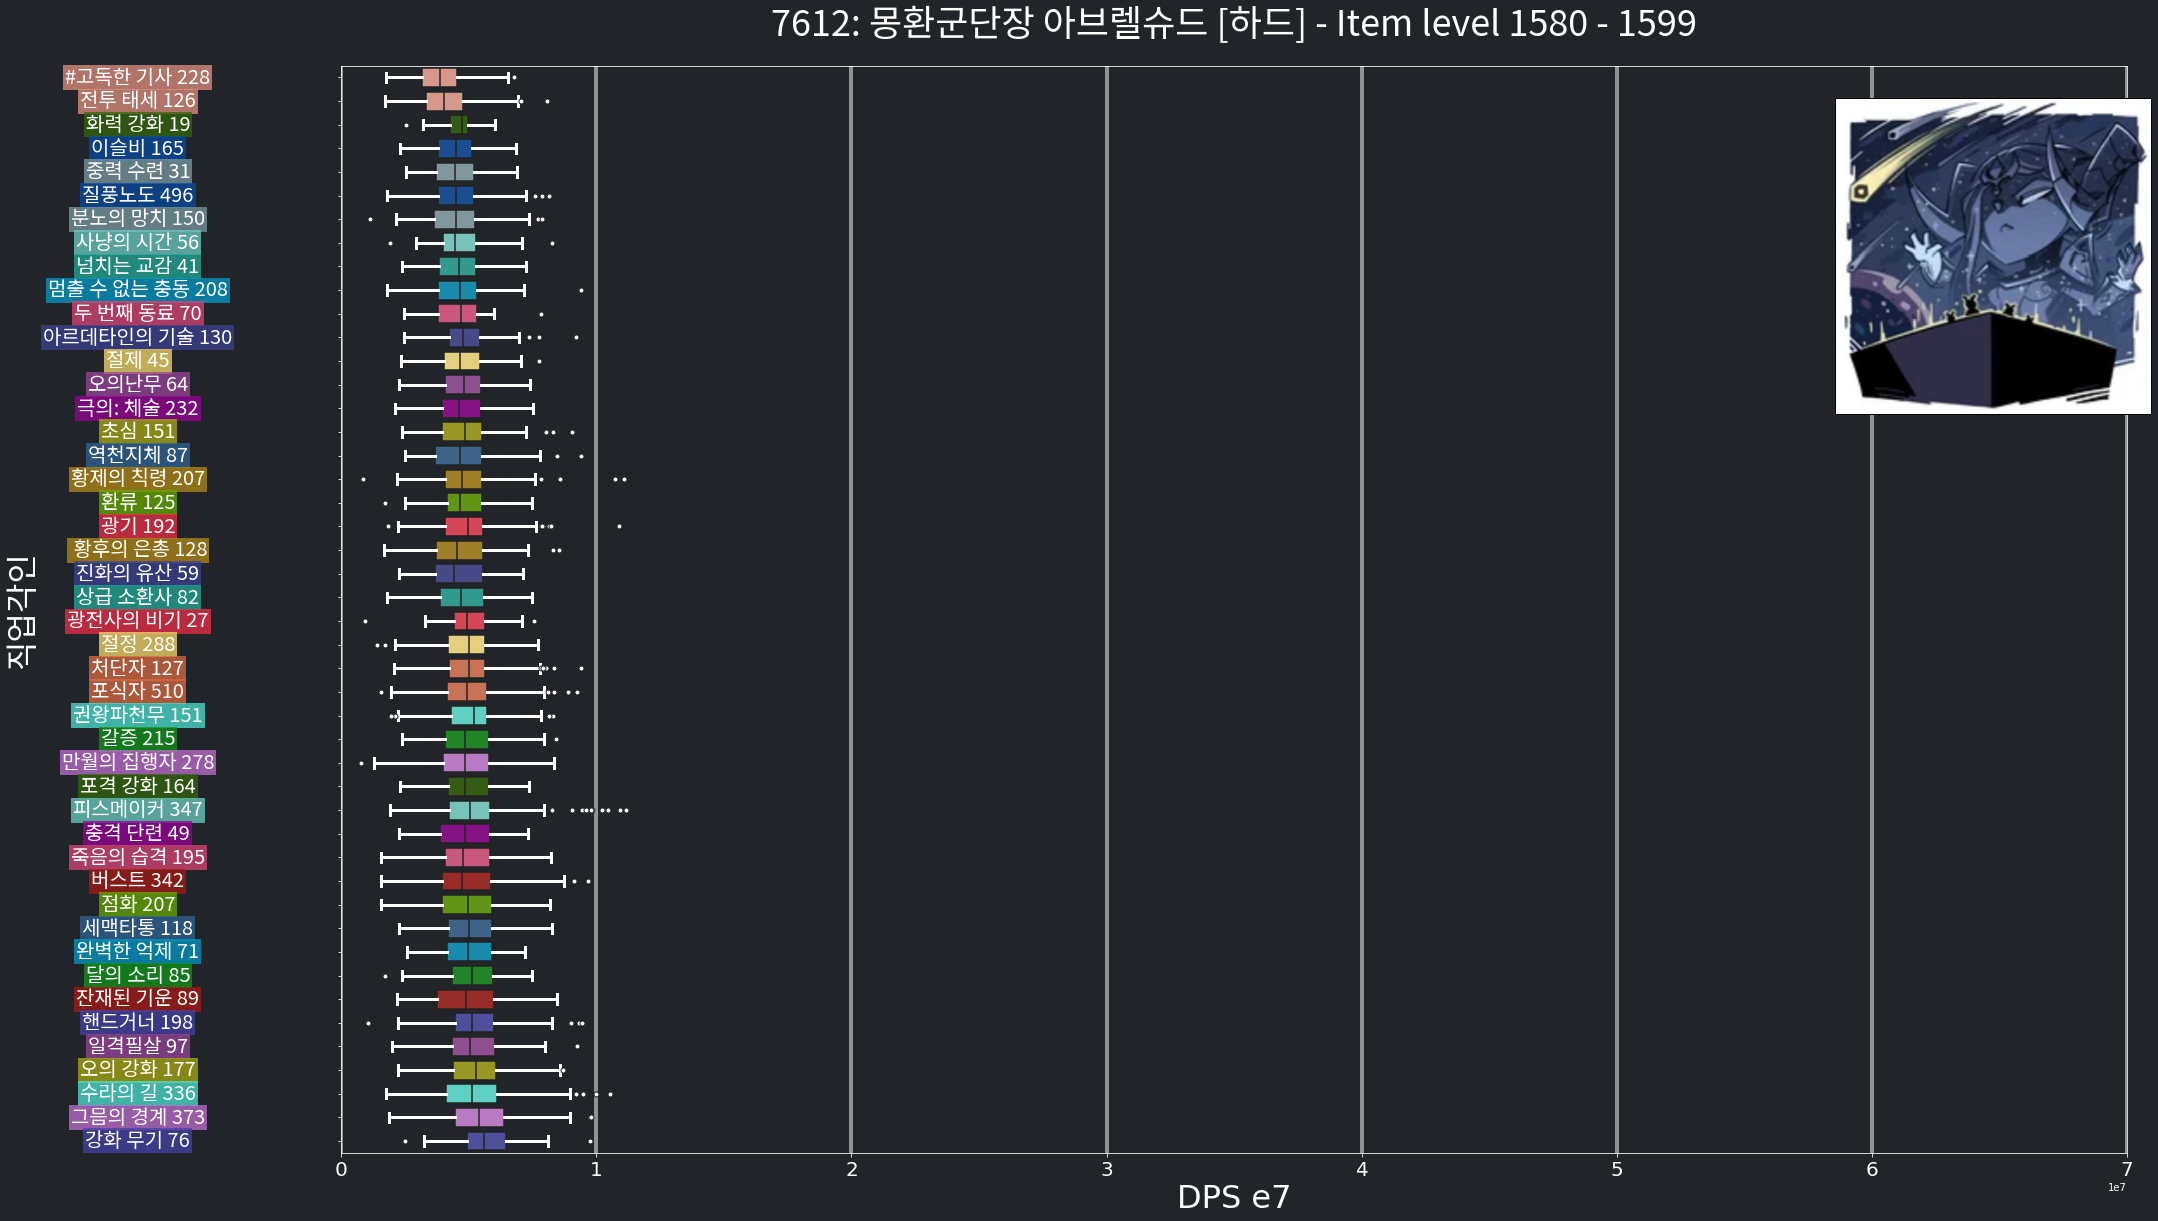 7612: 몽환군단장 아브렐슈드 [하드] - Item level 1580 - 1599
#고독한 기사 228
전투 태세 126
화력 강화 19
이슬비 165
중력 수련 31
질풍노도 496
분노의 망치 150
사냥의 시간 56
넘치는 교감 41
멈출 수 없는 충동 208
두 번째 동료 70
아르데타인의 기술 130
절제 45
오의난무 64
극의: 체술 232
초심 151
역천지체 87
황제의 칙령 207
환류 125
광기 192
황후의 은총 128
진화의 유산 59
상급 소환사 82
광전사의 비기 27
절정 288
처단자 127
포식자 510
권왕파천무 151
갈증 215
만월의 집행자 278
포격 강화 164
피스메이커 347
충격 단련 49
죽음의 습격 195
버스트 342
점화 207
세맥타통 118
완벽한 억제 71
달의 소리 85
잔재된 기운 89
핸드거너 198
일격필살 97
오의 강화 177
수라의 길 336
그믐의 경계 373
강화 무기 76
직업각인
0 1 2 3 4 5 6 7
1e7
DPS e7